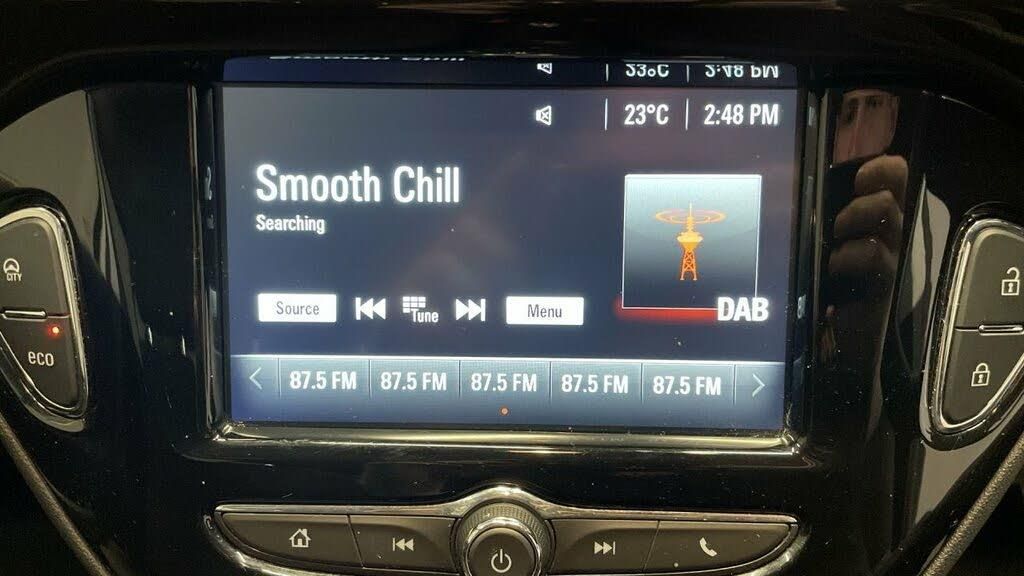 23°C 2:48 PM
Smooth Chill
Searching
Source Tune Menu
DAB
87.5 FM 87.5 FM 87.5 FM 87.5 FM 87.5 FM
CITY
eco